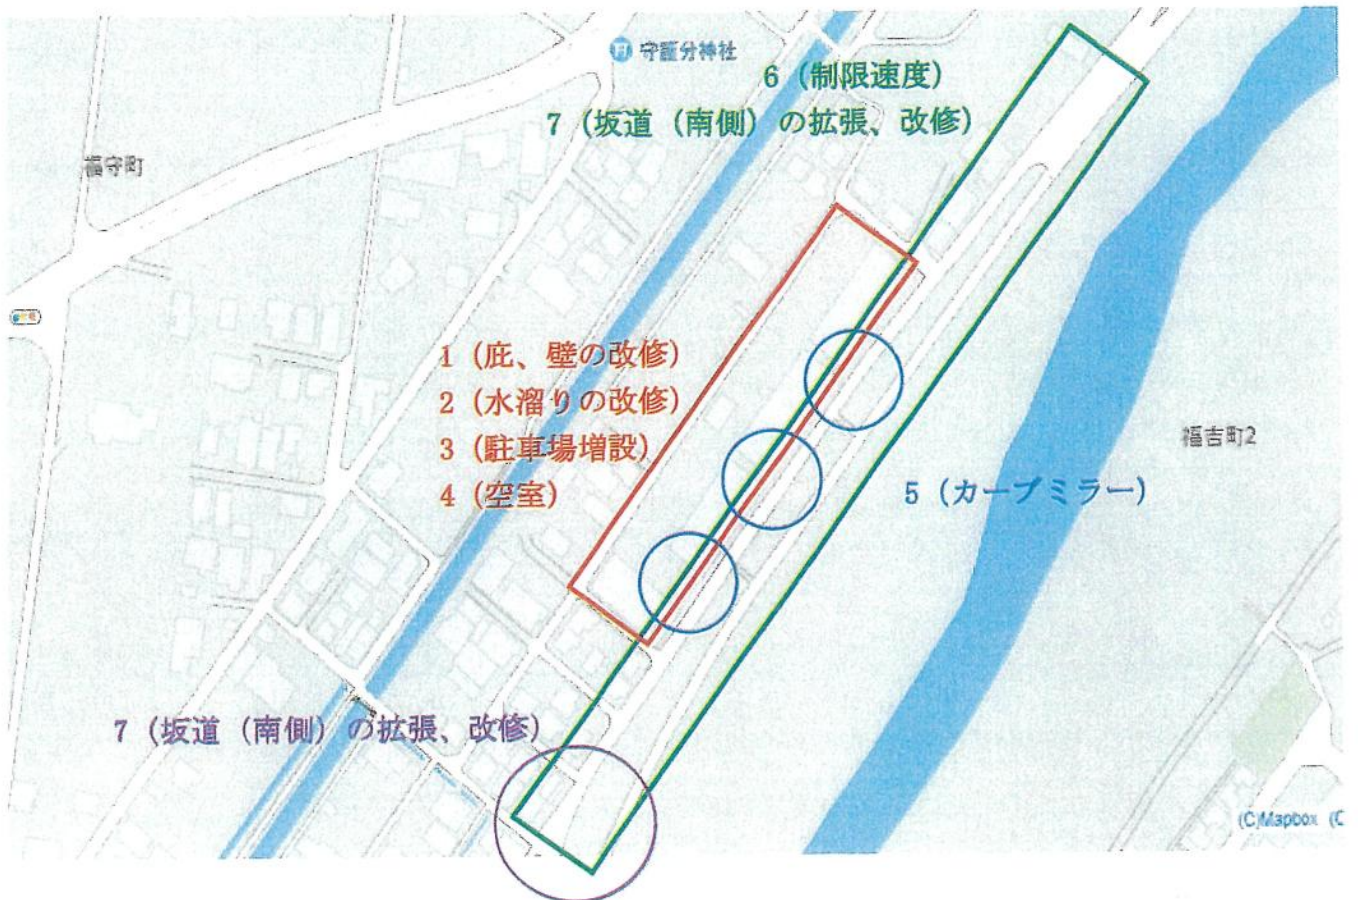 守証分神社
6 (制限速度)
7 (坂道 (南側) の拡張、改修)
福守町
1 (庇、壁の改修)
2 (水溜りの改修)
3 (駐車場増設)
4 (空室)
5 (カーブミラー)
福吉町2
7 (坂道 (南側) の拡張、改修)
(C)Mapbox (C